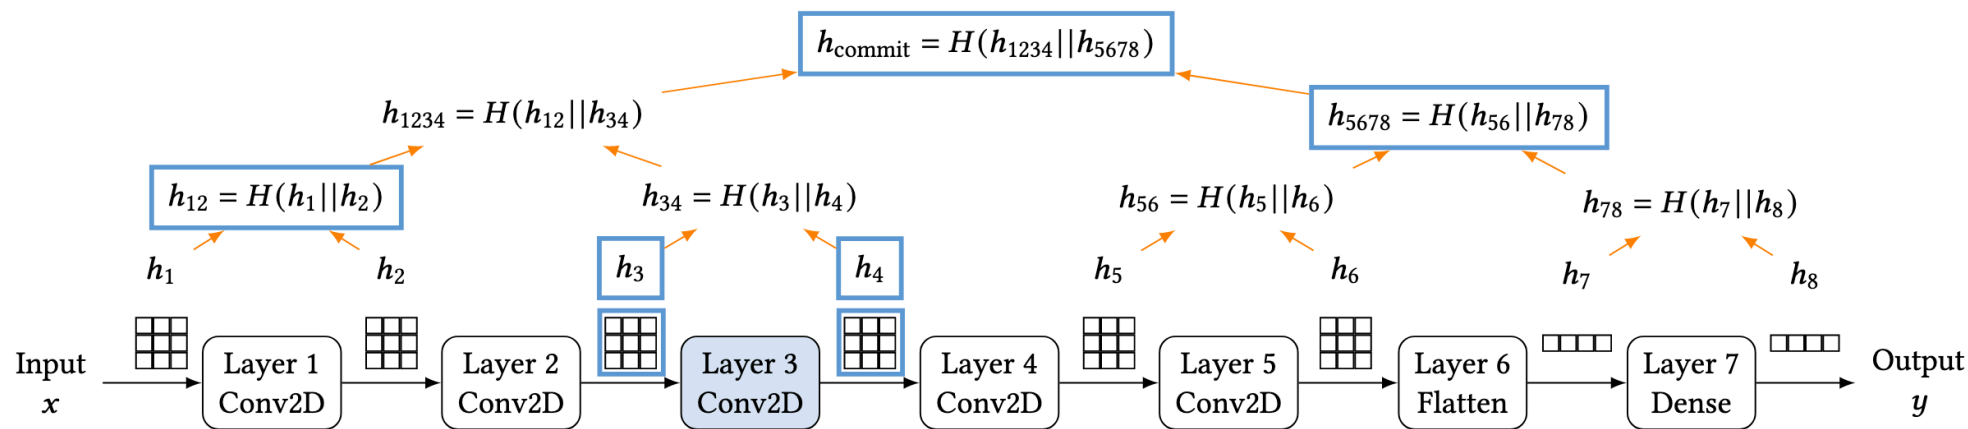 h_commit = H(h_1234||h_5678)
h_1234 = H(h_12||h_34)
h_5678 = H(h_56||h_78)
h_12 = H(h_1||h_2)
h_34 = H(h_3||h_4)
h_56 = H(h_5||h_6)
h_78 = H(h_7||h_8)
h_1
h_2
h_3
h_4
h_5
h_6
h_7
h_8
Input
x
Layer 1
Conv2D
Layer 2
Conv2D
Layer 3
Conv2D
Layer 4
Conv2D
Layer 5
Conv2D
Layer 6
Flatten
Layer 7
Dense
Output
y